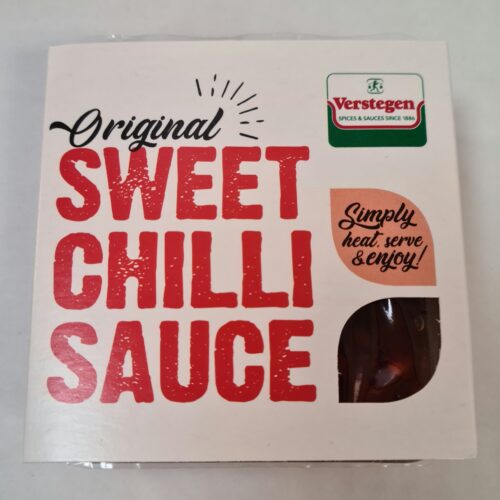 Original
SWEET
CHILLI
SAUCE
Verstegen
SPICES & SAUCES SINCE 1886
Simply
heat, serve
& enjoy!